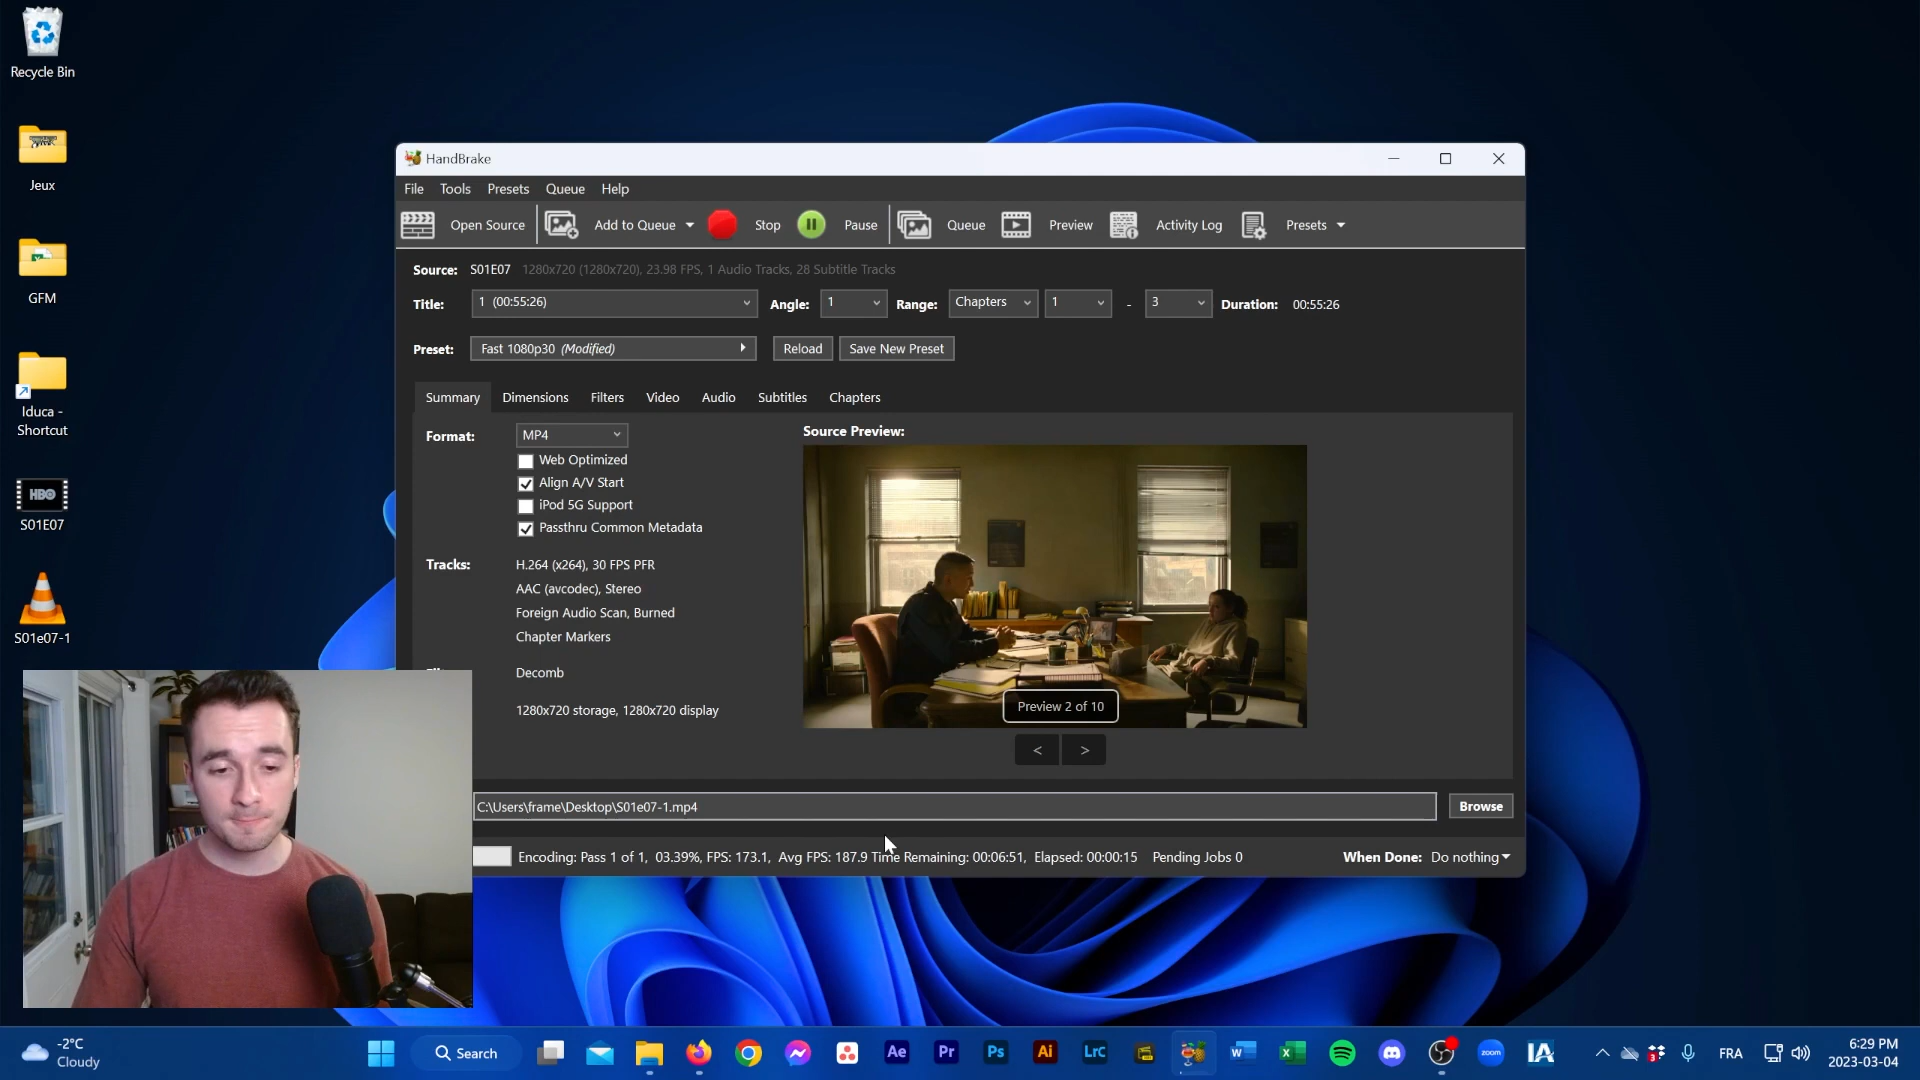 Recycle Bin
Jeux
GFM
Iduca -
Shortcut
HBO
S01E07
S01e07-1
HandBrake
File Tools Presets Queue Help
Open Source Add to Queue Stop Pause Queue Preview Activity Log Presets
Source: S01E07 1280x720 (1280x720), 23.98 FPS, 1 Audio Tracks, 28 Subtitle Tracks
Title: 1 (00:55:26) Angle: 1 Range: Chapters 1 - 3 Duration: 00:55:26
Preset: Fast 1080p30 (Modified) Reload Save New Preset
Summary Dimensions Filters Video Audio Subtitles Chapters
Format: MP4
Web Optimized
Align A/V Start
iPod 5G Support
Passthru Common Metadata
Tracks: H.264 (x264), 30 FPS PFR
AAC (avcodec), Stereo
Foreign Audio Scan, Burned
Chapter Markers
Decomb
1280x720 storage, 1280x720 display
Source Preview:
Preview 2 of 10
< >
C:\Users\frame\Desktop\S01e07-1.mp4 Browse
Encoding: Pass 1 of 1, 03.39%, FPS: 173.1, Avg FPS: 187.9 Time Remaining: 00:06:51, Elapsed: 00:00:15 Pending Jobs 0 When Done: Do nothing
-2°C
Cloudy
Search
Ae Pr Ps Ai LrC W X zoom IA
3
FRA
6:29 PM
2023-03-04